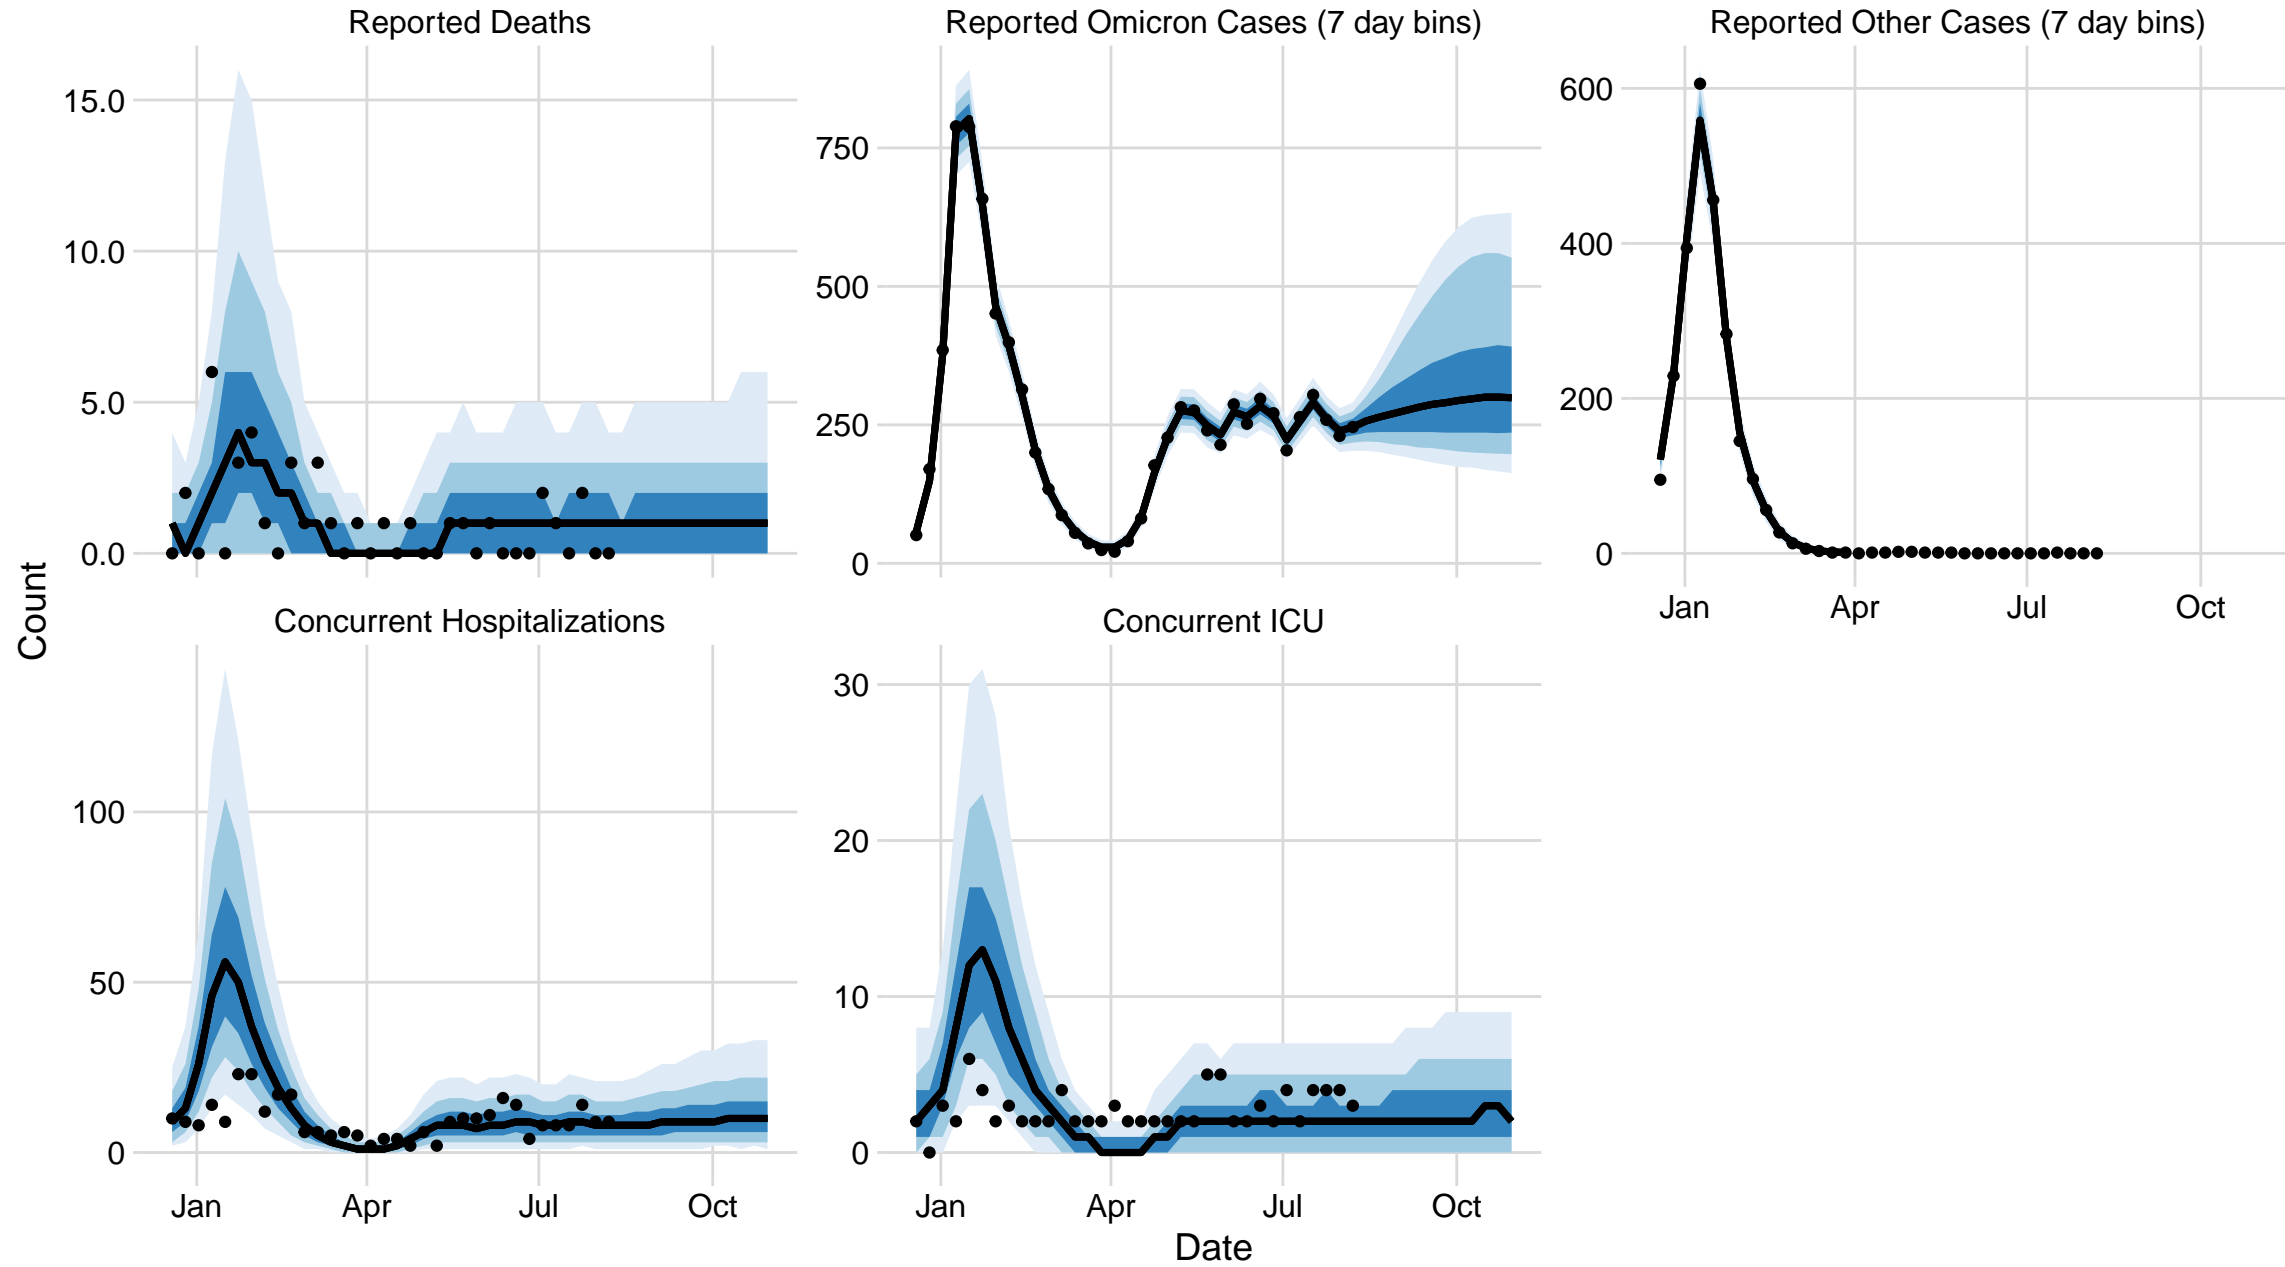 Reported Deaths
Reported Omicron Cases (7 day bins)
Reported Other Cases (7 day bins)
15.0
10.0
5.0
0.0
750
500
250
0
600
400
200
0
Jan Apr Jul Oct
Count
Concurrent Hospitalizations
Concurrent ICU
100
50
0
30
20
10
0
Jan Apr Jul Oct
Jan Apr Jul Oct
Date